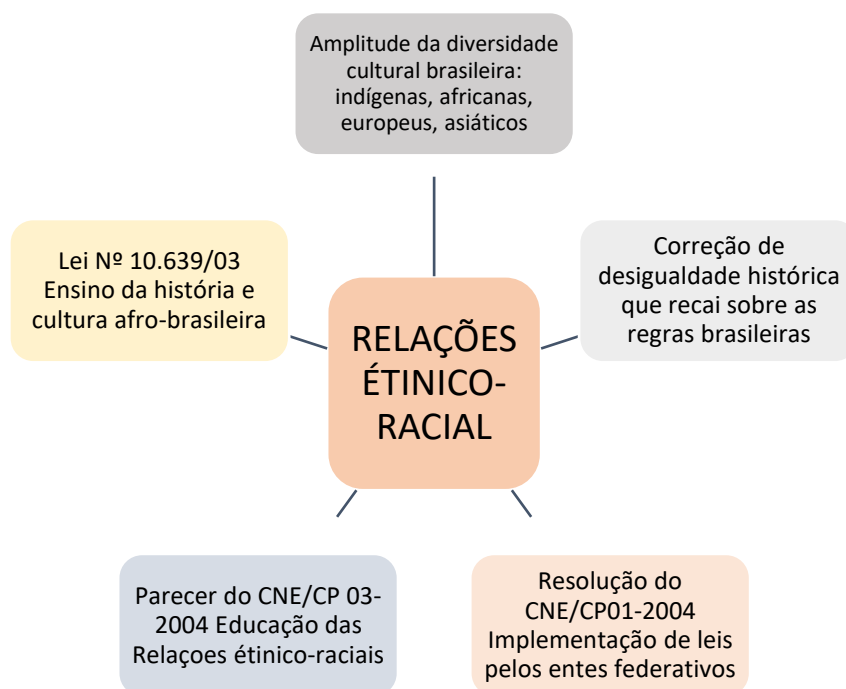 Amplitude da diversidade
cultural brasileira:
indígenas, africanas,
europeus, asiáticos
Lei Nº 10.639/03
Ensino da história e
cultura afro-brasileira
Correção de
desigualdade histórica
que recai sobre as
regras brasileiras
RELAÇÕES
ÉTINICO-
RACIAL
Parecer do CNE/CP 03-
2004 Educação das
Relaçoes étinico-raciais
Resolução do
CNE/CP01-2004
Implementação de leis
pelos entes federativos